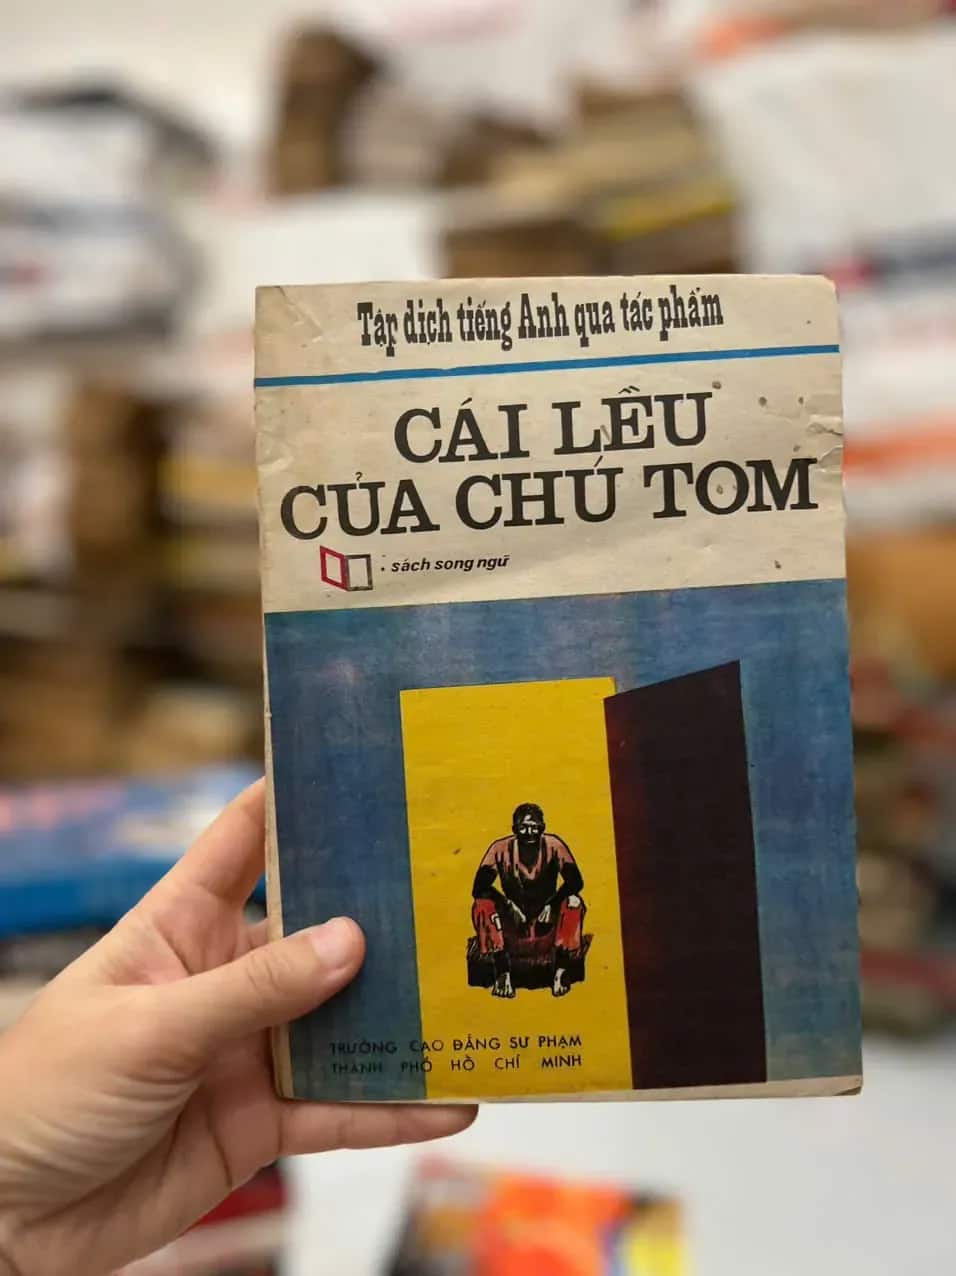 Tập dịch tiếng Anh qua tác phẩm
CÁI LỀU
CỦA CHÚ TOM
: sách song ngữ
TRƯỜNG CAO ĐẲNG SƯ PHẠM
THÀNH PHỐ HỒ CHÍ MINH